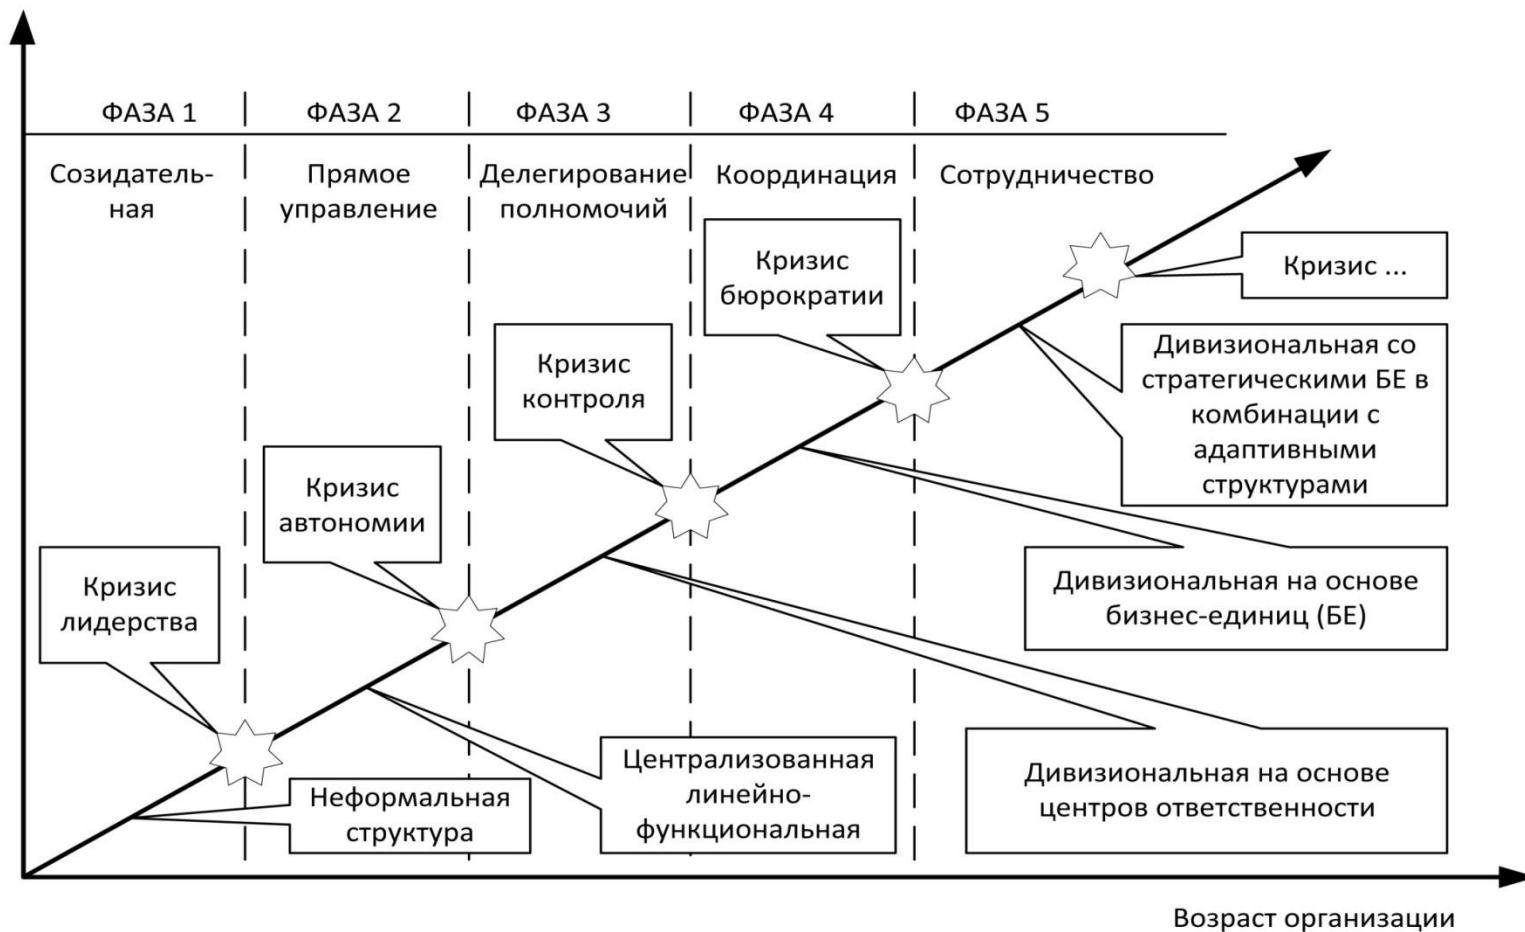 ФАЗА 1
ФАЗА 2
ФАЗА 3
ФАЗА 4
ФАЗА 5
Созидатель-
ная
Прямое
управление
Делегирование
полномочий
Координация
Сотрудничество
Кризис
бюрократии
Кризис ...
Кризис
контроля
Дивизиональная со
стратегическими БЕ в
комбинации с
адаптивными
структурами
Кризис
автономии
Кризис
лидерства
Дивизиональная на основе
бизнес-единиц (БЕ)
Неформальная
структура
Централизованная
линейно-
функциональная
Дивизиональная на основе
центров ответственности
Возраст организации